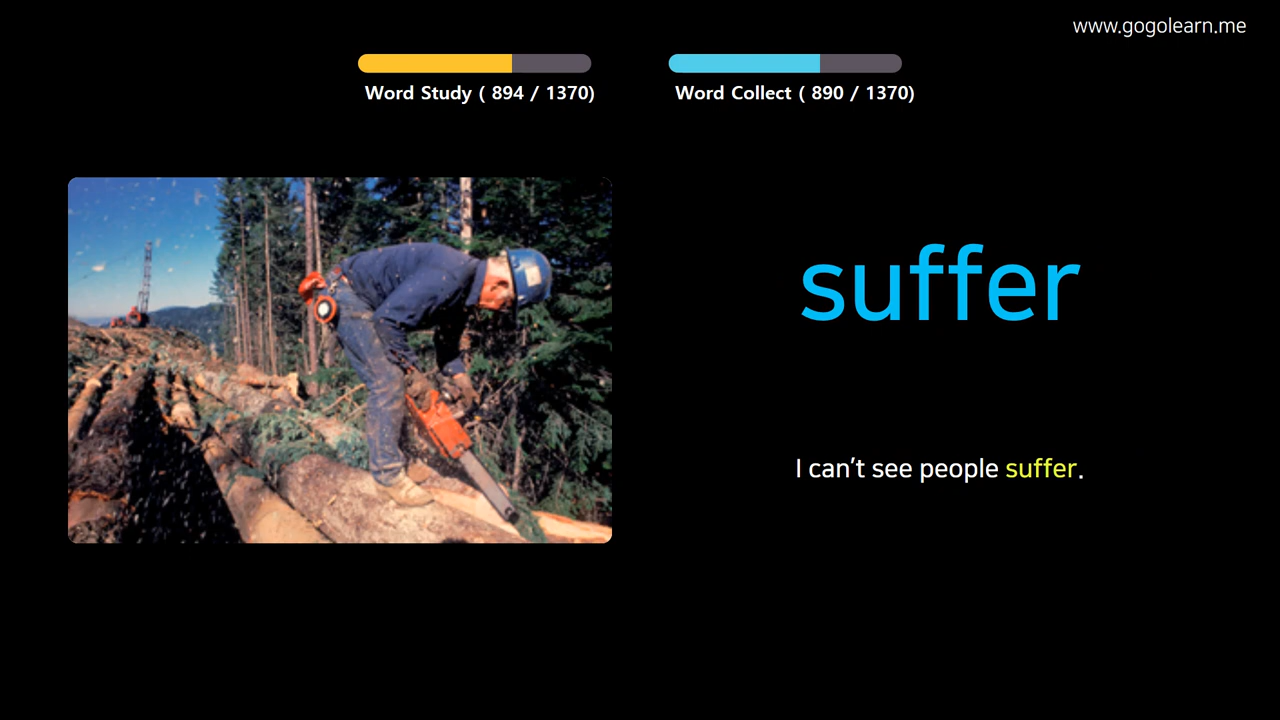 www.gogolearn.me
Word Study ( 894 / 1370)
Word Collect ( 890 / 1370)
suffer
I can't see people suffer.